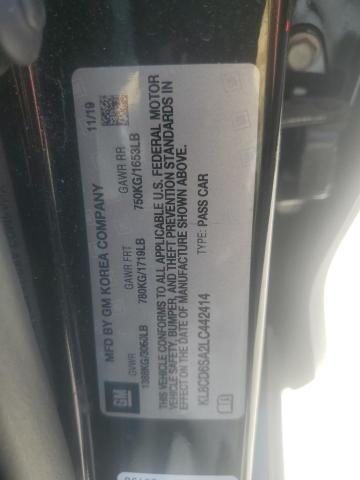 MFD BY GM KOREA COMPANY 11/19
GVWR GAWR FRT GAWR RR
1388KG/3060LB 780KG/1719LB 750KG/1653LB
THIS VEHICLE CONFORMS TO ALL APPLICABLE U.S. FEDERAL MOTOR
VEHICLE SAFETY, BUMPER, AND THEFT PREVENTION STANDARDS IN
EFFECT ON THE DATE OF MANUFACTURE SHOWN ABOVE.
KL8CD6SA2LC442414 TYPE: PASS CAR
GM